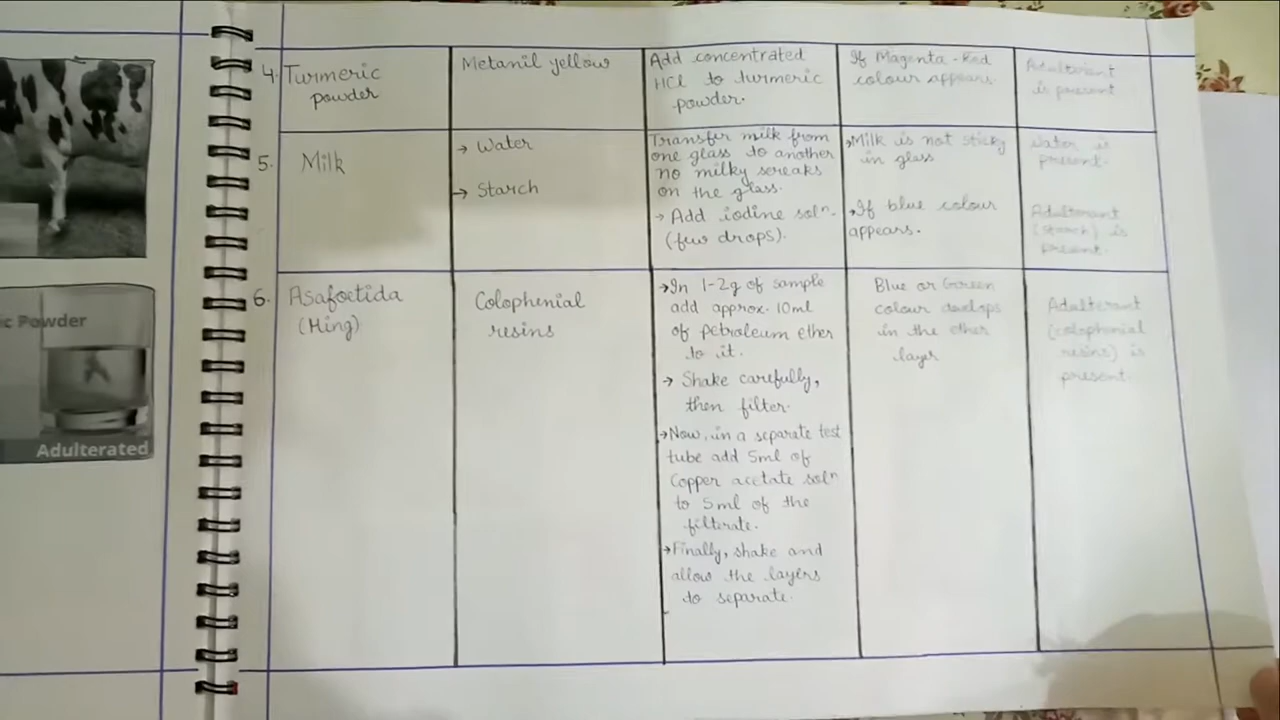 c Powder
Adulterated
4. Turmeric
powder
Metanil yellow
Add concentrated
HCl to turmeric
powder.
If Magenta-Red
colour appears
Adulterant
is present
5. Milk
→ Water
→ Starch
Transfer milk from
one glass to another
no milky sereaks
on the glass.
→ Add iodine solⁿ.
(few drops).
→Milk is not sticky
in glass
→If blue colour
appears.
Water is
present.
Adulterant
(starch) is
present.
6. Asafoetida
(Hing)
Colophenial
resins
→In 1-2g of sample
add approx. 10ml
of petroleum ether
to it.
→ Shake carefully,
then filter.
→Now, in a separate test
tube add 5ml of
Copper acetate solⁿ
to 5ml of the
filterate.
→Finally, shake and
allow the layers
to separate.
Blue or Green
colour devlops
in the ether
layer
Adulterant
(colophenial
resins) is
present.